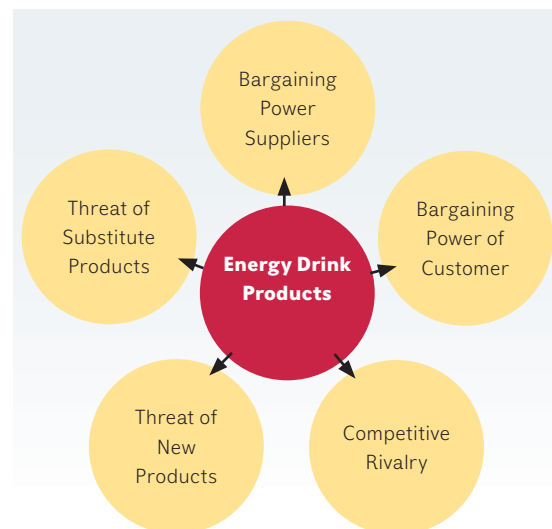 Bargaining
Power
Suppliers
Threat of
Substitute
Products
Energy Drink
Products
Bargaining
Power of
Customer
Threat of
New
Products
Competitive
Rivalry